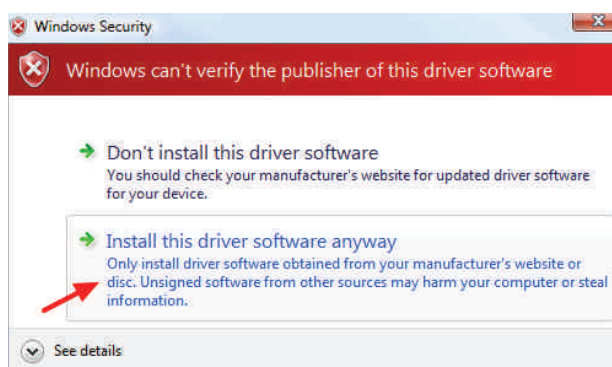 Windows Security
Windows can't verify the publisher of this driver software
Don't install this driver software
You should check your manufacturer's website for updated driver software
for your device.
Install this driver software anyway
Only install driver software obtained from your manufacturer's website or
disc. Unsigned software from other sources may harm your computer or steal
information.
See details